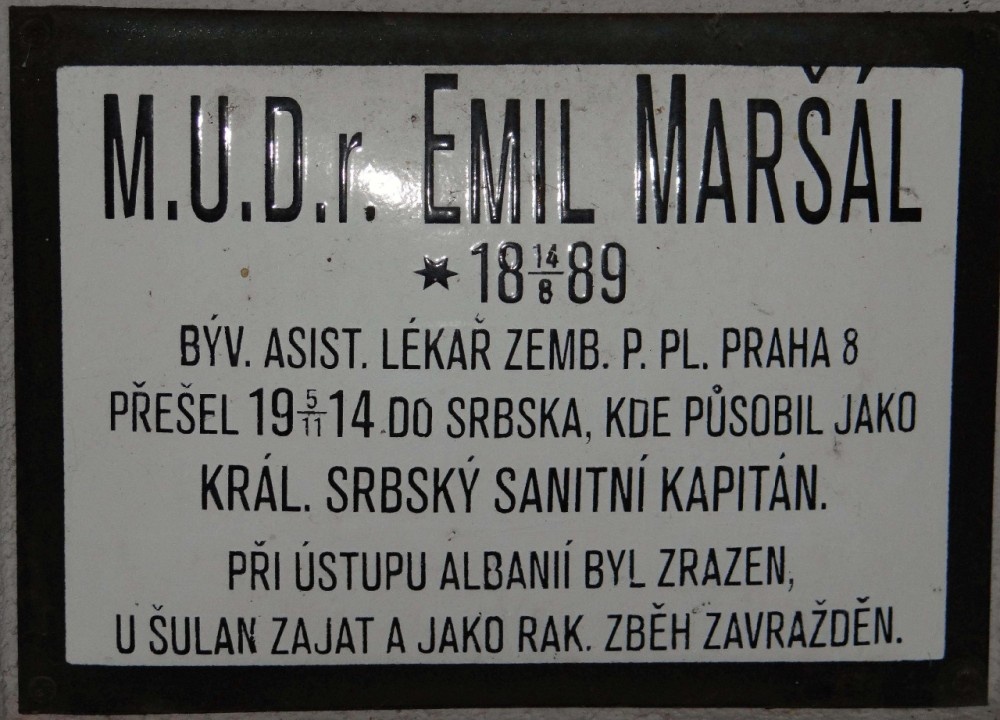 M.U.D.r. EMIL MARŠÁL
✶ 18 14/8 89
BÝV. ASIST. LÉKAŘ ZEMB. P. PL. PRAHA 8
PŘEŠEL 19 5/11 14 DO SRBSKA, KDE PŮSOBIL JAKO
KRÁL. SRBSKÝ SANITNÍ KAPITÁN.
PŘI ÚSTUPU ALBANIÍ BYL ZRAZEN,
U ŠULAN ZAJAT A JAKO RAK. ZBĚH ZAVRAŽDĚN.